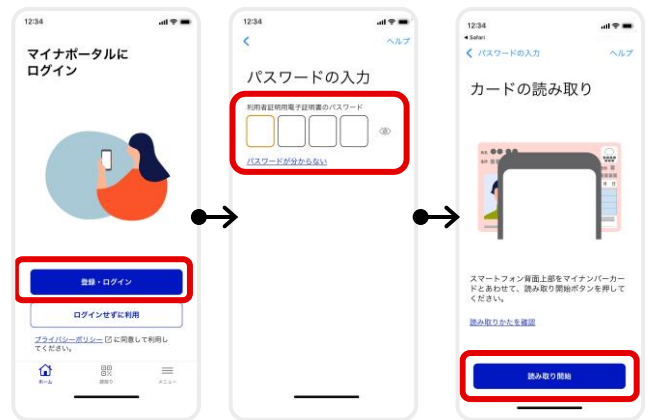 12:34
マイナポータルに
ログイン
登録・ログイン
ログインせずに利用
プライバシーポリシー に同意して利用し
てください。
ホーム
読取り
メニュー
12:34
ヘルプ
パスワードの入力
利用者証明用電子証明書のパスワード
パスワードが分からない
12:34
Safari
パスワードの入力
ヘルプ
カードの読み取り
氏名
スマートフォン背面上部をマイナンバーカー
ドとあわせて、読み取り開始ボタンを押して
ください。
読み取りかたを確認
読み取り開始